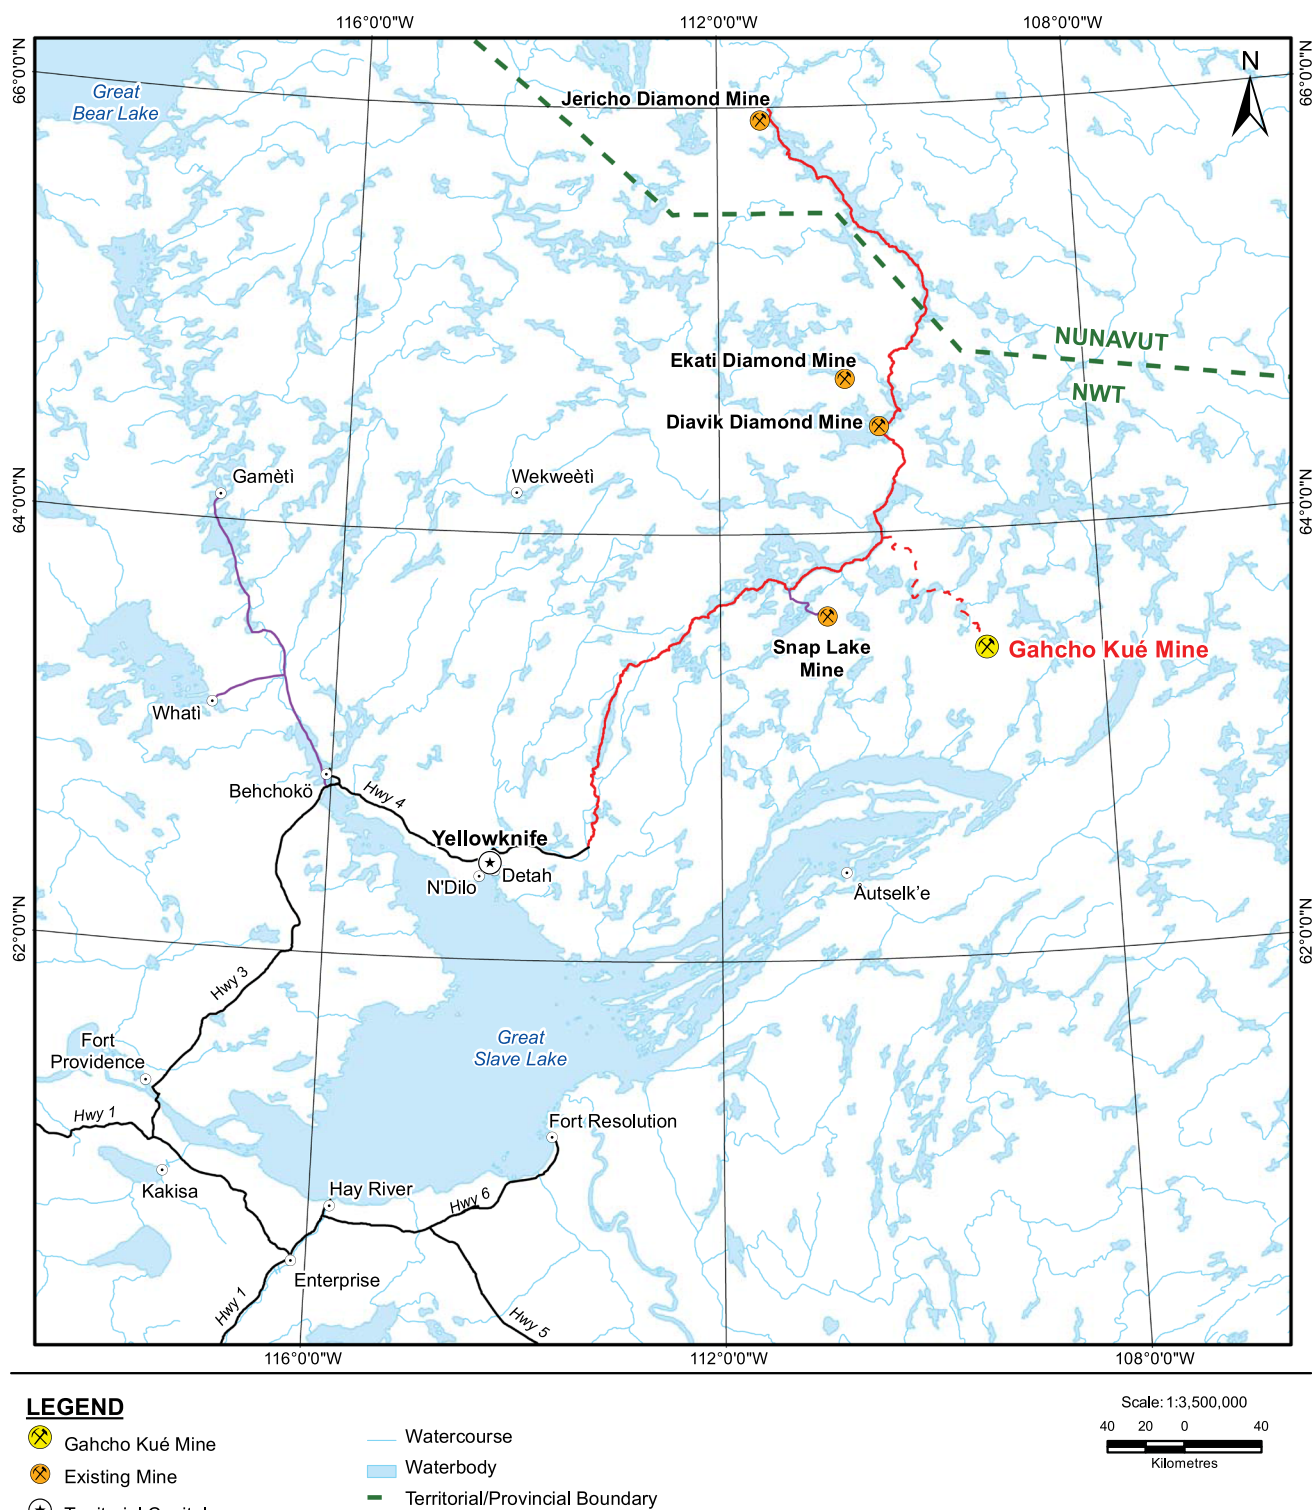 116°0'0"W
112°0'0"W
108°0'0"W
66°0'0"N
66°0'0"N
N
Great
Bear Lake
Jericho Diamond Mine
NUNAVUT
NWT
Ekati Diamond Mine
Diavik Diamond Mine
Gamètì
Wekweètì
64°0'0"N
64°0'0"N
Snap Lake
Mine
Gahcho Kué Mine
Whatì
Behchokö
Hwy 4
Yellowknife
N'Dilo
Detah
Åutselk'e
62°0'0"N
62°0'0"N
Hwy 3
Fort
Providence
Great
Slave Lake
Hwy 1
Fort Resolution
Kakisa
Hay River
Hwy 6
Enterprise
Hwy 1
Hwy 5
116°0'0"W
112°0'0"W
108°0'0"W
LEGEND
Gahcho Kué Mine
Existing Mine
Watercourse
Waterbody
Territorial/Provincial Boundary
Scale: 1:3,500,000
40 20 0 40
Kilometres